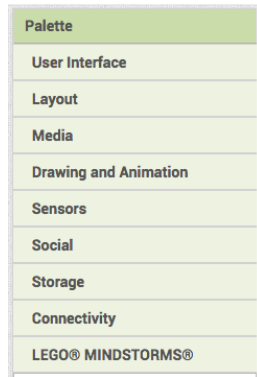 Palette
User Interface
Layout
Media
Drawing and Animation
Sensors
Social
Storage
Connectivity
LEGO® MINDSTORMS®